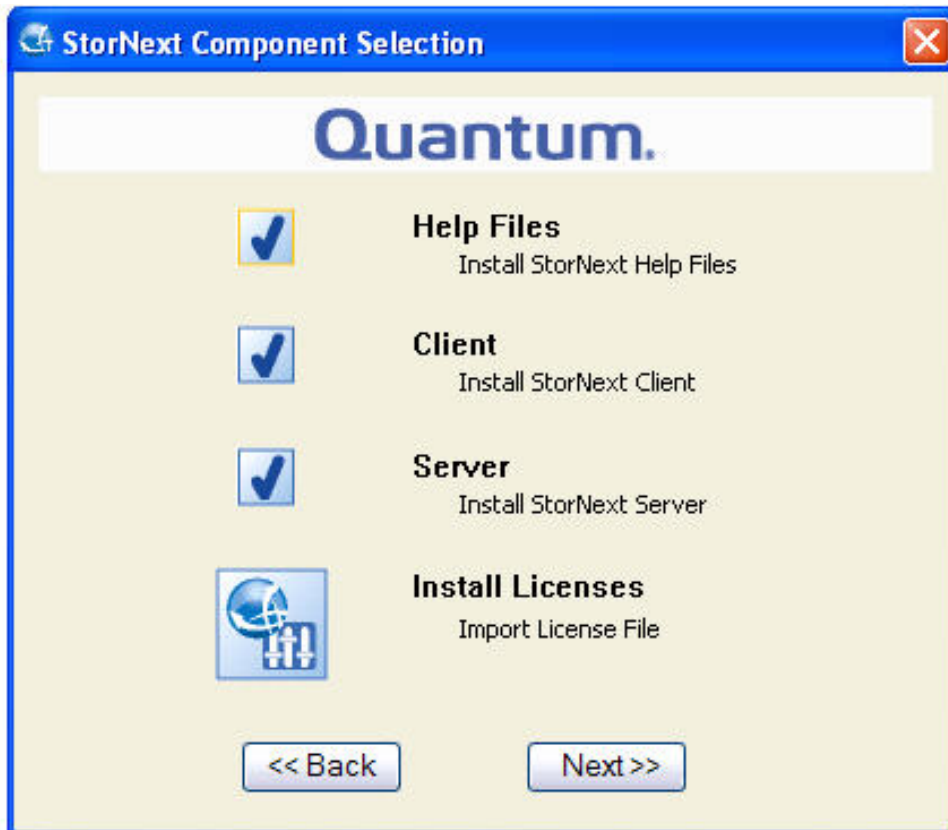 StorNext Component Selection
Quantum.
Help Files
Install StorNext Help Files
Client
Install StorNext Client
Server
Install StorNext Server
Install Licenses
Import License File
<< Back
Next >>